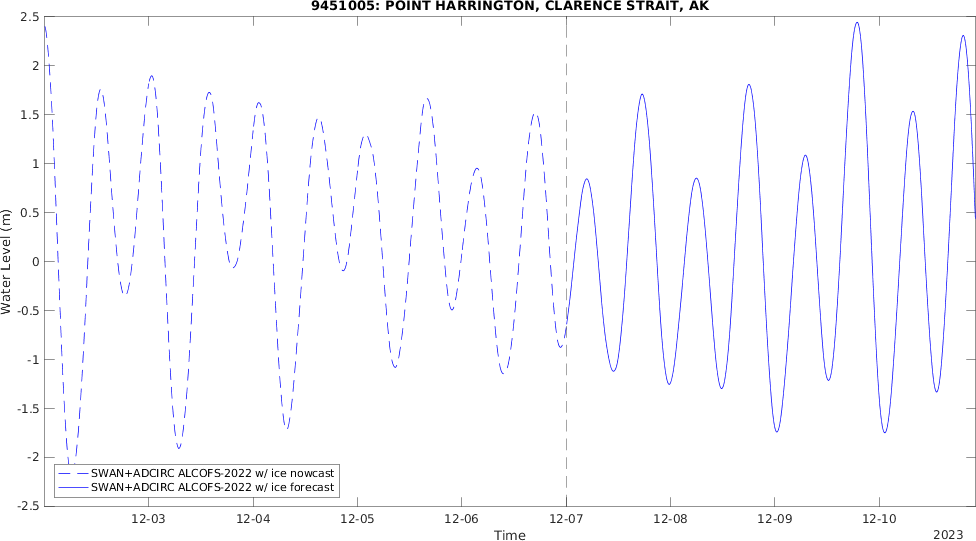 9451005: POINT HARRINGTON, CLARENCE STRAIT, AK
2.5
2
1.5
1
0.5
0
-0.5
-1
-1.5
-2
-2.5
Water Level (m)
SWAN+ADCIRC ALCOFS-2022 w/ ice nowcast
SWAN+ADCIRC ALCOFS-2022 w/ ice forecast
12-03 12-04 12-05 12-06 12-07 12-08 12-09 12-10
Time
2023